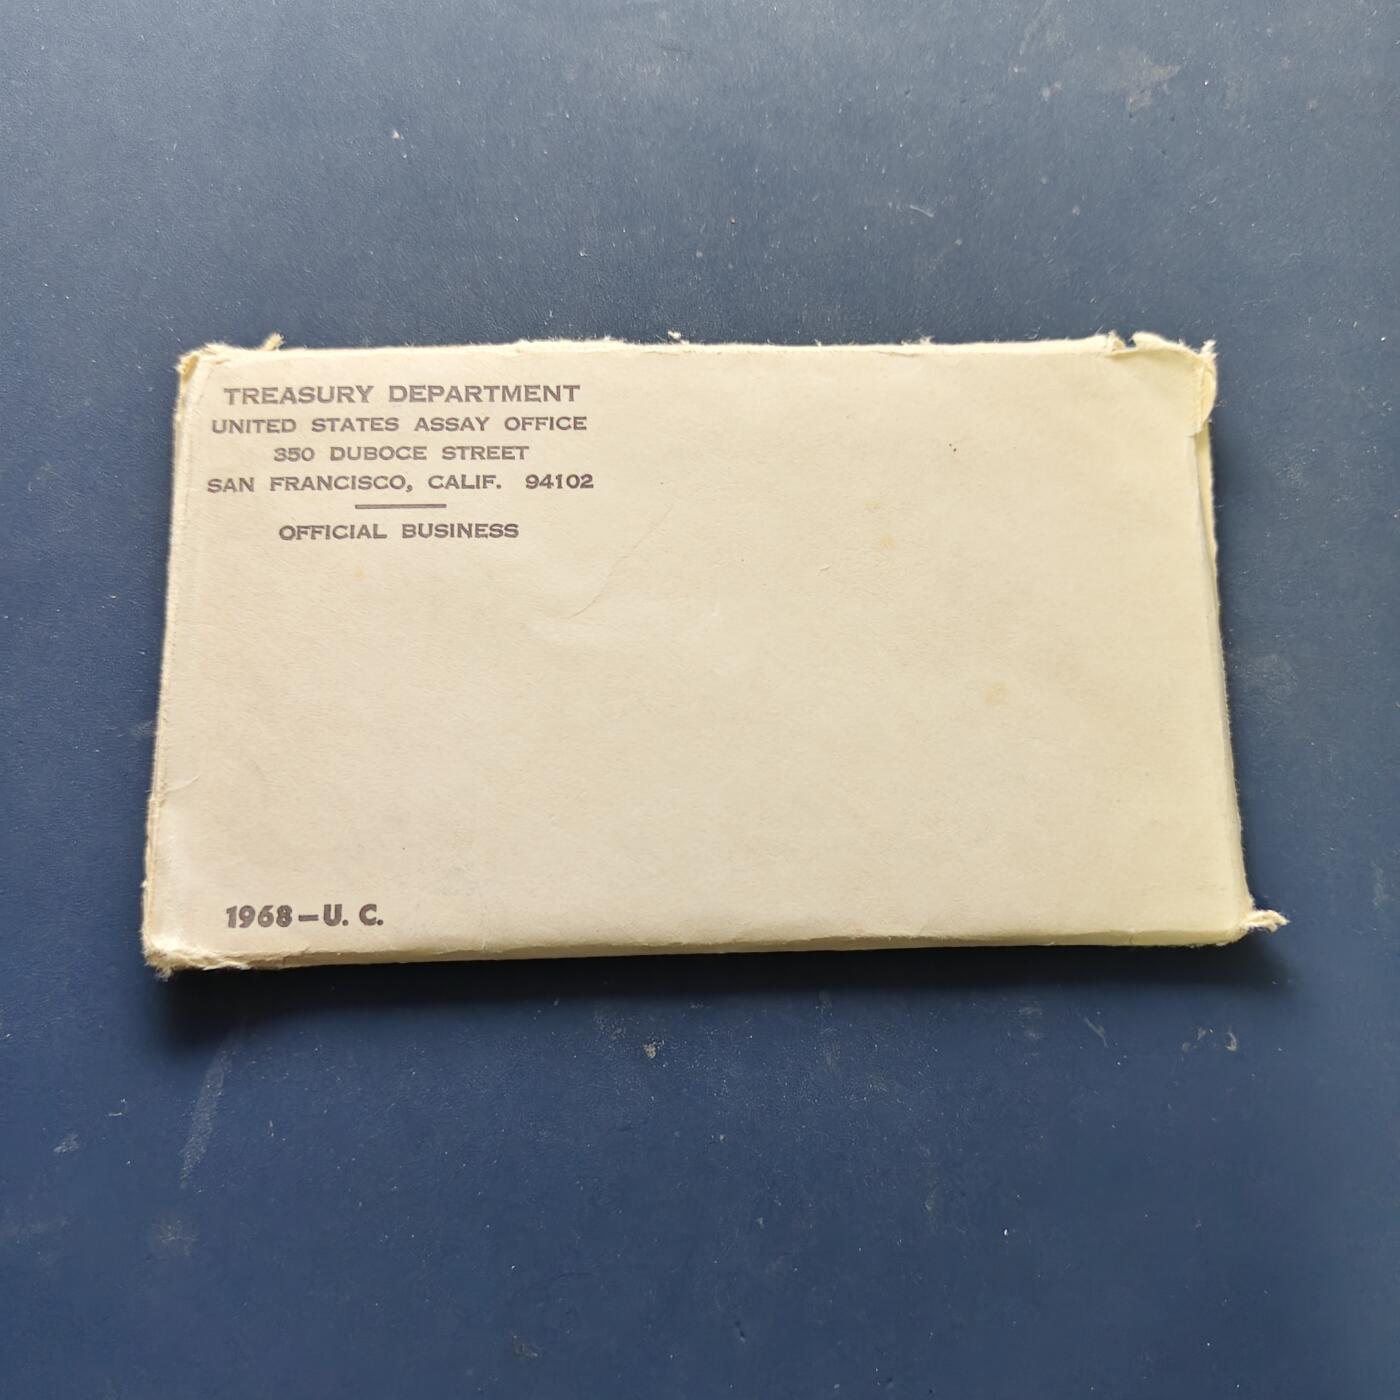 TREASURY DEPARTMENT
UNITED STATES ASSAY OFFICE
350 DUBOCE STREET
SAN FRANCISCO, CALIF. 94102
OFFICIAL BUSINESS
1968—U. C.